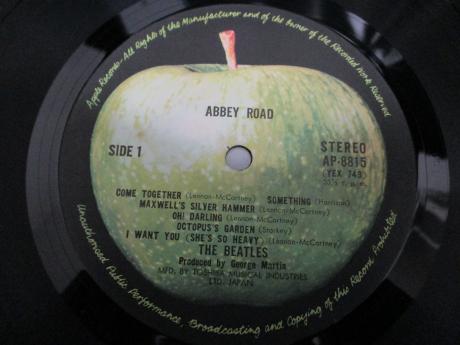 Apple Records-All Rights of the Manufacturer and of the Owner of the Recorded Work Reserved
ABBEY ROAD
SIDE 1
STEREO
AP-8815
(YEX 749)
COME TOGETHER (Lennon-McCartney) SOMETHING (Harrison)
MAXWELL'S SILVER HAMMER (Lennon-McCartney)
OH! DARLING (Lennon-McCartney)
OCTOPUS'S GARDEN (Starkey)
I WANT YOU (SHE'S SO HEAVY) (Lennon-McCartney)
THE BEATLES
Produced by George Martin
MFD. BY TOSHIBA MUSICAL INDUSTRIES
LTD. JAPAN
Unauthorized Public Performance, Broadcasting and Copying of this Record Prohibited